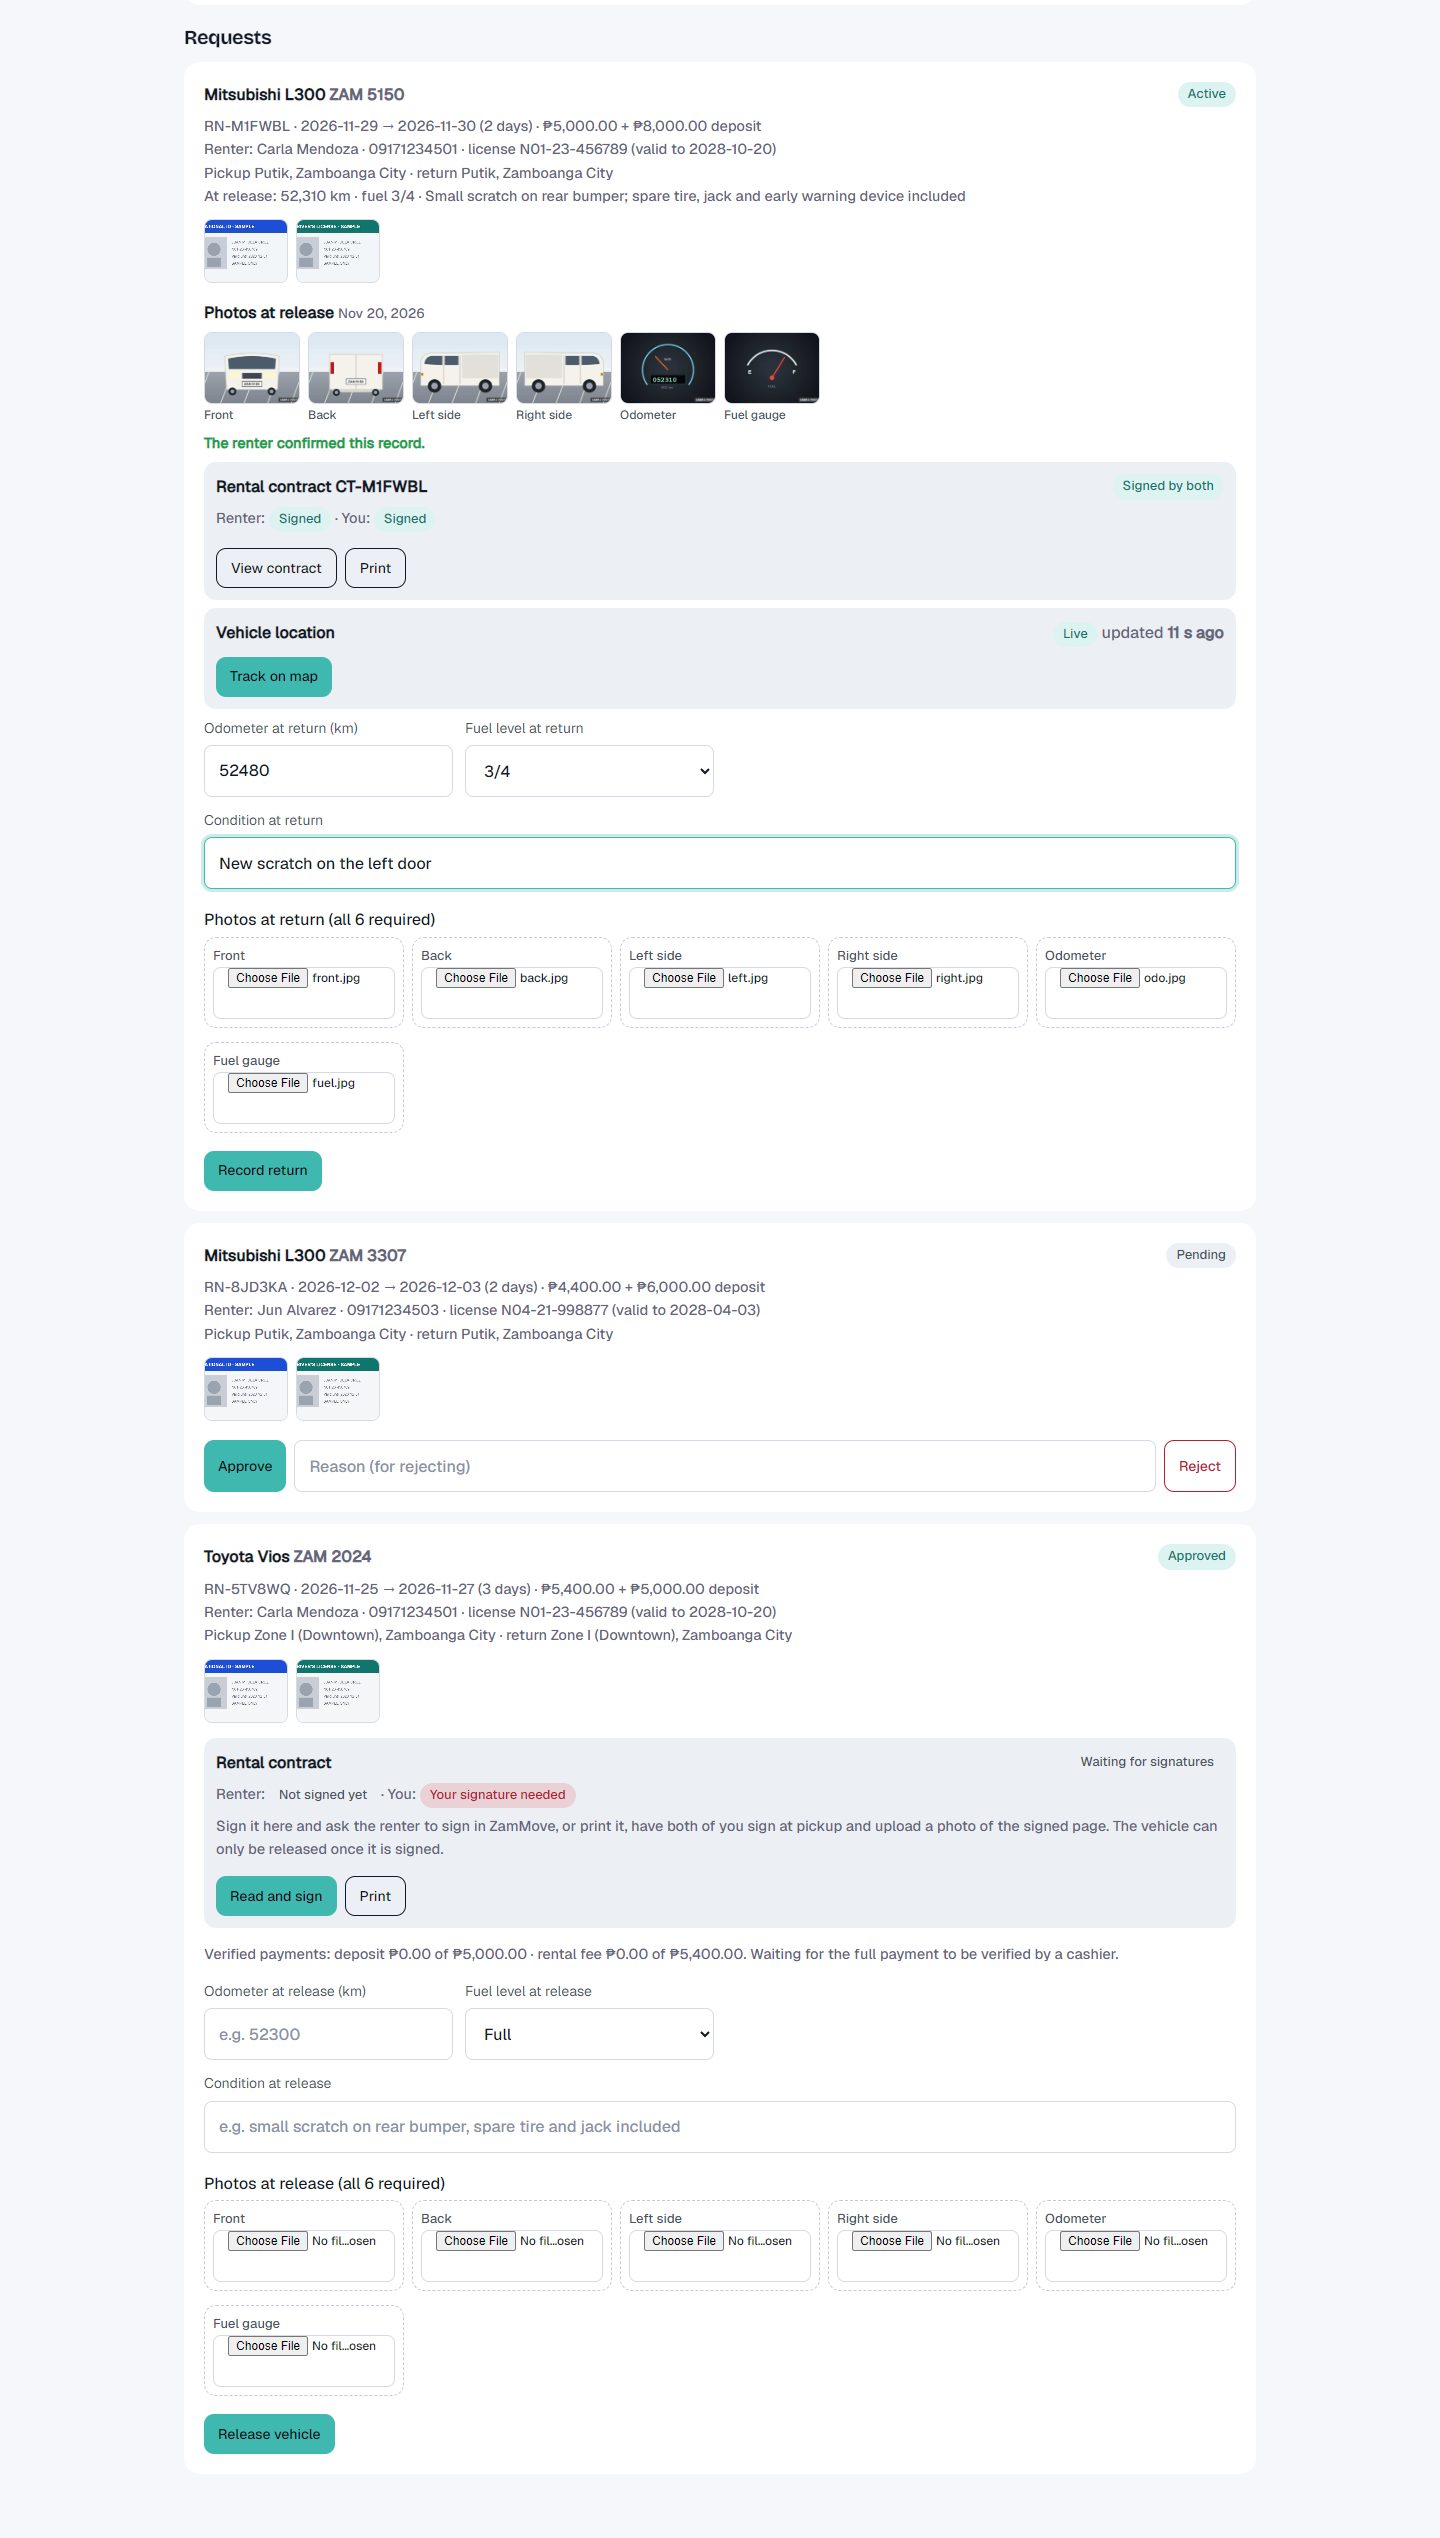 Requests
Mitsubishi L300 ZAM 5150
Active
RN-M1FWBL · 2026-11-29 → 2026-11-30 (2 days) · ₱5,000.00 + ₱8,000.00 deposit
Renter: Carla Mendoza · 09171234501 · license N01-23-456789 (valid to 2028-10-20)
Pickup Putik, Zamboanga City · return Putik, Zamboanga City
At release: 52,310 km · fuel 3/4 · Small scratch on rear bumper; spare tire, jack and early warning device included
Photos at release Nov 20, 2026
052310
E F
Front Back Left side Right side Odometer Fuel gauge
The renter confirmed this record.
Rental contract CT-M1FWBL
Signed by both
Renter: Signed · You: Signed
View contract Print
Vehicle location
Live updated 11 s ago
Track on map
Odometer at return (km) Fuel level at return
52480 3/4
Condition at return
New scratch on the left door
Photos at return (all 6 required)
Front Back Left side Right side Odometer
Choose File front.jpg Choose File back.jpg Choose File left.jpg Choose File right.jpg Choose File odo.jpg
Fuel gauge
Choose File fuel.jpg
Record return
Mitsubishi L300 ZAM 3307
Pending
RN-8JD3KA · 2026-12-02 → 2026-12-03 (2 days) · ₱4,400.00 + ₱6,000.00 deposit
Renter: Jun Alvarez · 09171234503 · license N04-21-998877 (valid to 2028-04-03)
Pickup Putik, Zamboanga City · return Putik, Zamboanga City
Approve Reason (for rejecting) Reject
Toyota Vios ZAM 2024
Approved
RN-5TV8WQ · 2026-11-25 → 2026-11-27 (3 days) · ₱5,400.00 + ₱5,000.00 deposit
Renter: Carla Mendoza · 09171234501 · license N01-23-456789 (valid to 2028-10-20)
Pickup Zone I (Downtown), Zamboanga City · return Zone I (Downtown), Zamboanga City
Rental contract
Waiting for signatures
Renter: Not signed yet · You: Your signature needed
Sign it here and ask the renter to sign in ZamMove, or print it, have both of you sign at pickup and upload a photo of the signed page. The vehicle can
only be released once it is signed.
Read and sign Print
Verified payments: deposit ₱0.00 of ₱5,000.00 · rental fee ₱0.00 of ₱5,400.00. Waiting for the full payment to be verified by a cashier.
Odometer at release (km) Fuel level at release
e.g. 52300 Full
Condition at release
e.g. small scratch on rear bumper, spare tire and jack included
Photos at release (all 6 required)
Front Back Left side Right side Odometer
Choose File No fil...osen Choose File No fil...osen Choose File No fil...osen Choose File No fil...osen Choose File No fil...osen
Fuel gauge
Choose File No fil...osen
Release vehicle